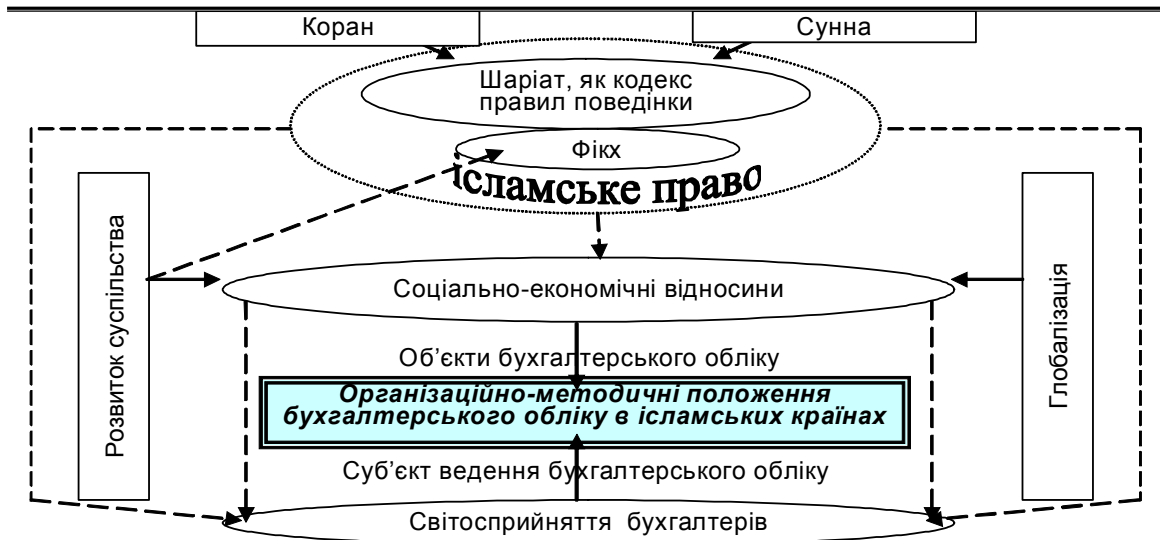 Коран
Сунна
Шаріат, як кодекс
правил поведінки
Фікх
ісламське право
Розвиток суспільства
Соціально-економічні відносини
Глобалізація
Об’єкти бухгалтерського обліку
Організаційно-методичні положення
бухгалтерського обліку в ісламських країнах
Суб’єкт ведення бухгалтерського обліку
Світосприйняття бухгалтерів